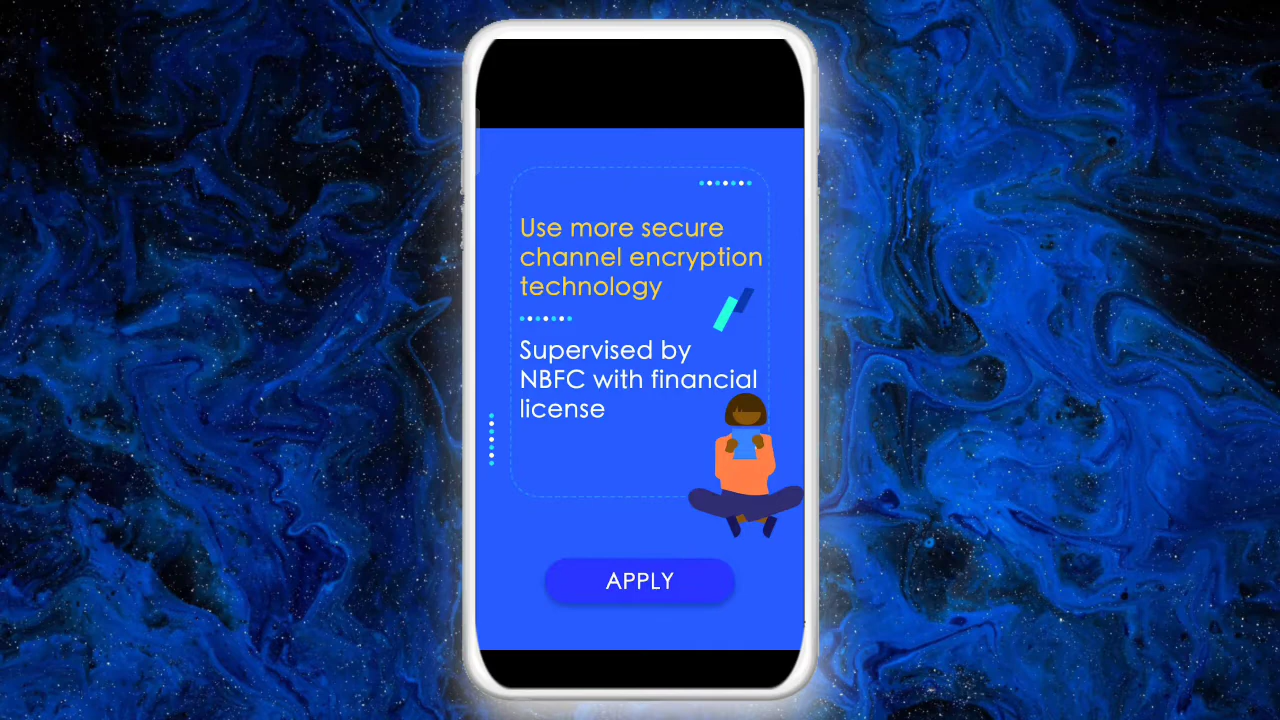 Use more secure
channel encryption
technology
Supervised by
NBFC with financial
license
APPLY